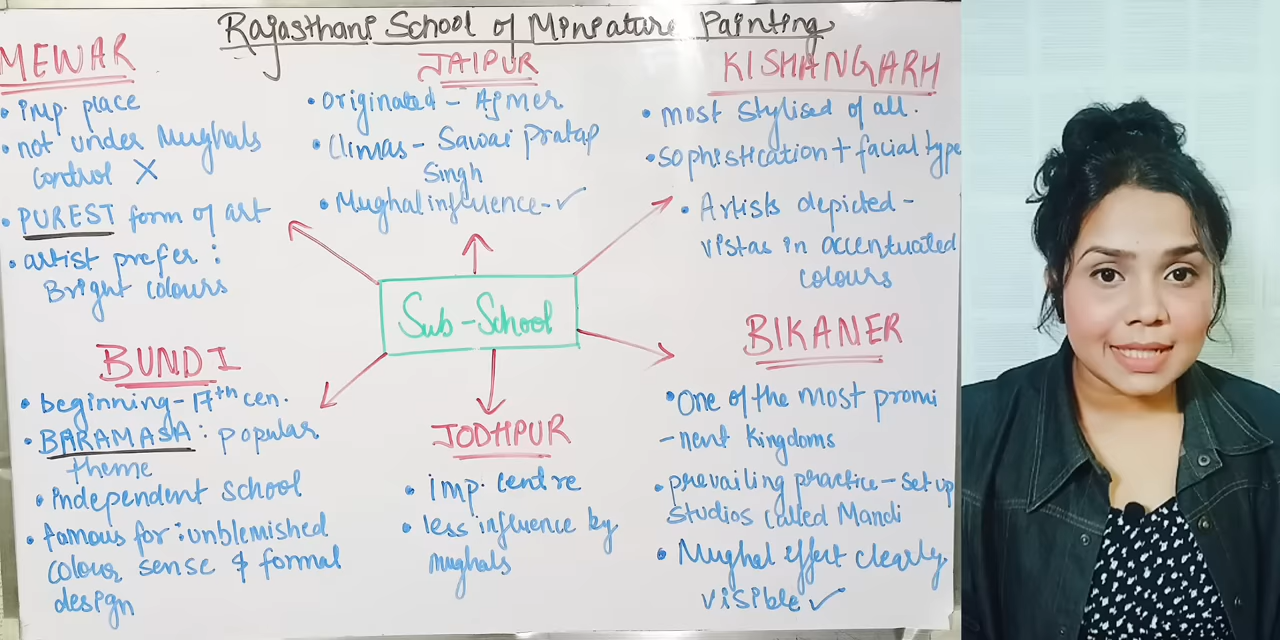 Rajasthani School of Miniature Painting
MEWAR
• imp. place
• not under Mughals
control X
• PUREST form of art
• artist prefer :
Bright colours
JAIPUR
• Originated - Ajmer
• Climas - Sawai Pratap
Singh
• Mughal influence - ✓
KISHANGARH
• most stylised of all.
• Sophistication + facial type
• Artists depicted -
vistas in accentuated
colours
Sub-School
BUNDI
• beginning - 17th cen.
• BARAMASA : popular
theme
• independent school
• famous for : unblemished
colour sense & formal
design
JODHPUR
• imp. centre
• less influence by
mughals
BIKANER
• One of the most promi
-nent Kingdoms
• prevailing practice - set up
studios called Mandi
• Mughal effect clearly
visible ✓